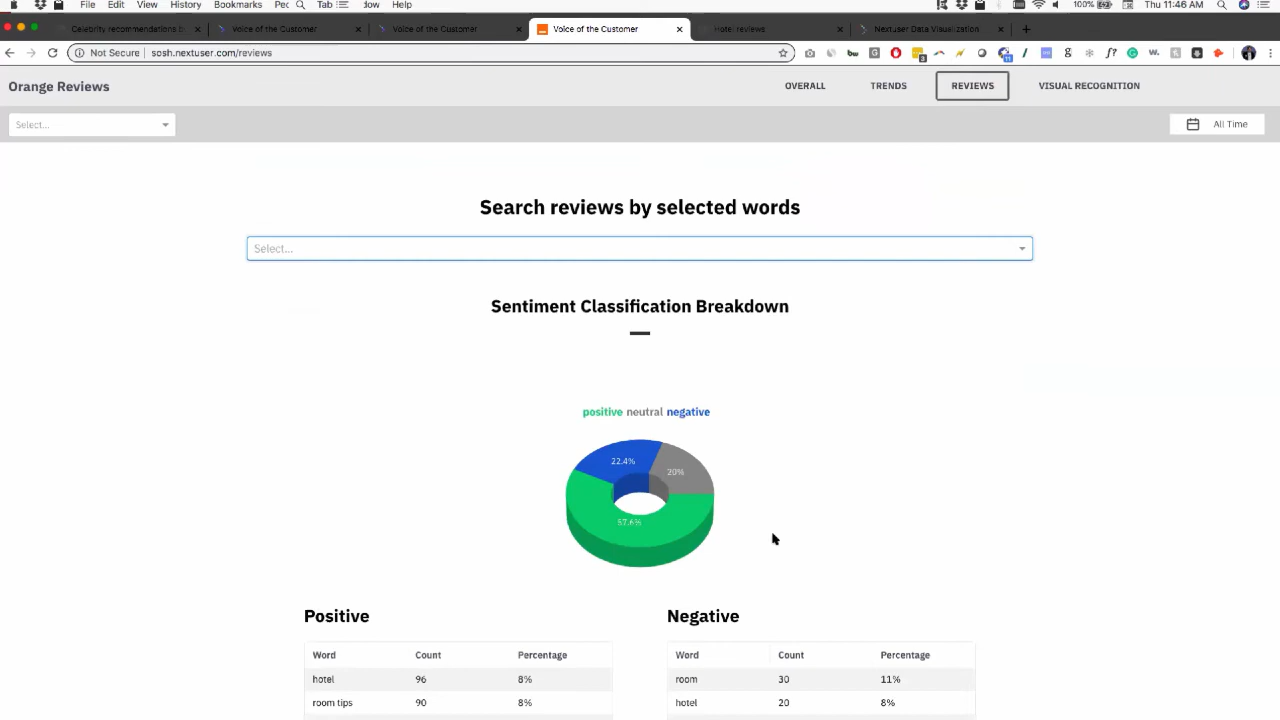 File Edit View History Bookmarks Tab Help 100% Thu 11:46 AM
Celebrity recommendations Voice of the Customer Voice of the Customer Voice of the Customer Hotel reviews Nextuser Data Visualization
Not Secure sosh.nextuser.com/reviews
Orange Reviews OVERALL TRENDS REVIEWS VISUAL RECOGNITION
Select... All Time
Search reviews by selected words
Select...
Sentiment Classification Breakdown
positive neutral negative
22.4%
20%
57.6%
Positive Negative
Word Count Percentage Word Count Percentage
hotel 96 8% room 30 11%
room tips 90 8% hotel 20 8%